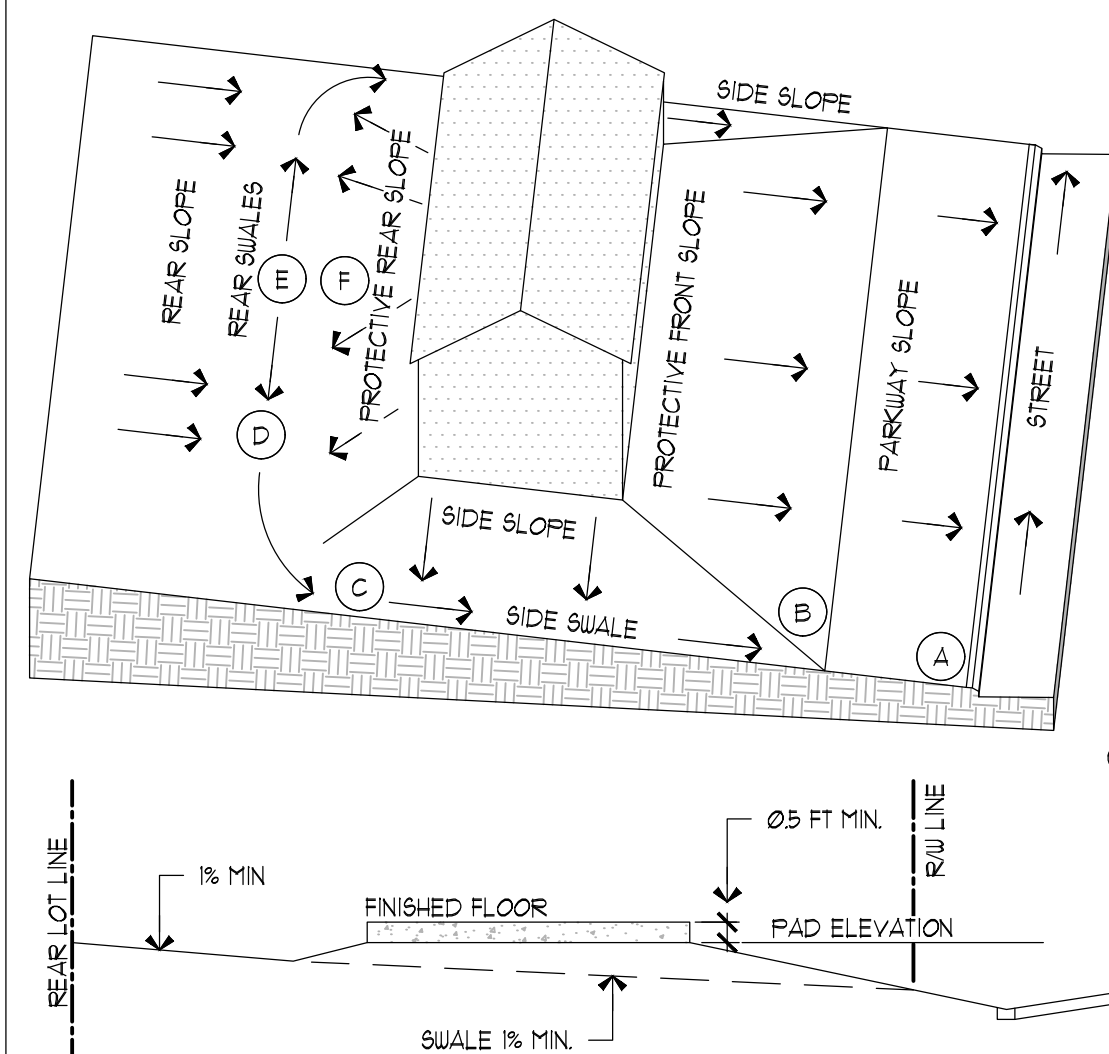 SIDE SLOPE
REAR SLOPE
REAR SWALES
PROTECTIVE REAR SLOPE
PROTECTIVE FRONT SLOPE
PARKWAY SLOPE
STREET
E
F
D
SIDE SLOPE
C
SIDE SWALE
B
A
0.5 FT MIN.
R/W LINE
REAR LOT LINE
1% MIN
FINISHED FLOOR
PAD ELEVATION
SWALE 1% MIN.